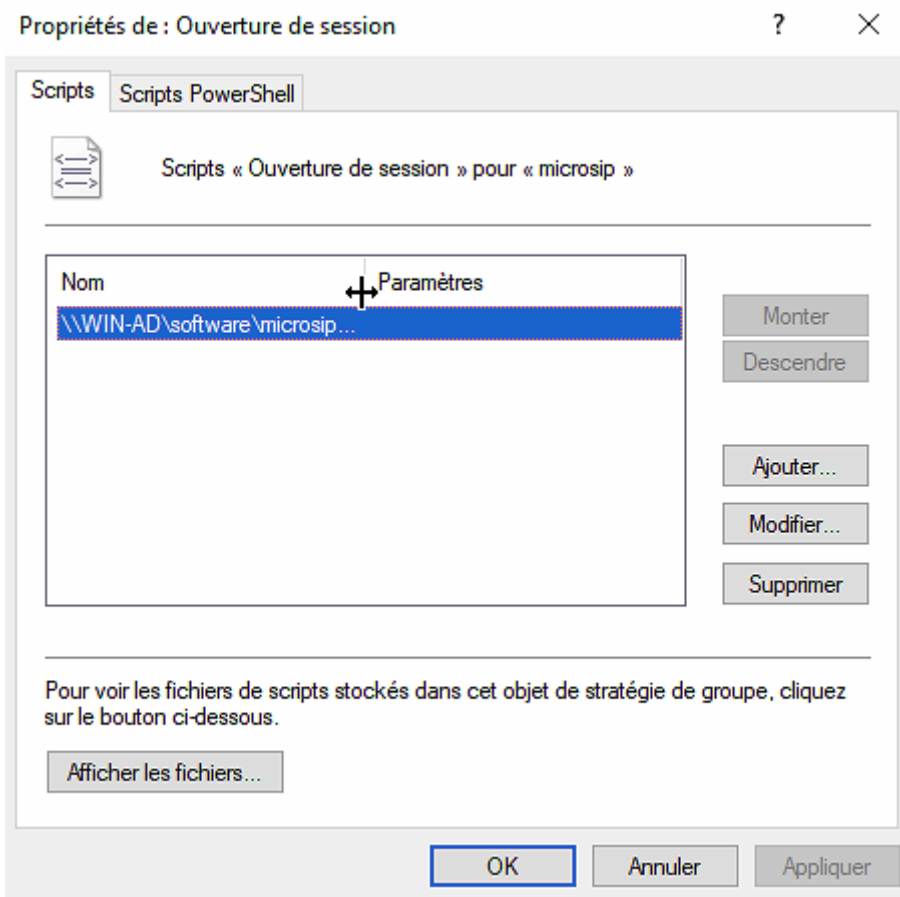 Propriétés de : Ouverture de session
?
Scripts
Scripts PowerShell
Scripts « Ouverture de session » pour « microsip »
Nom
Paramètres
\\WIN-AD\software\microsip...
Monter
Descendre
Ajouter...
Modifier...
Supprimer
Pour voir les fichiers de scripts stockés dans cet objet de stratégie de groupe, cliquez
sur le bouton ci-dessous.
Afficher les fichiers...
OK
Annuler
Appliquer